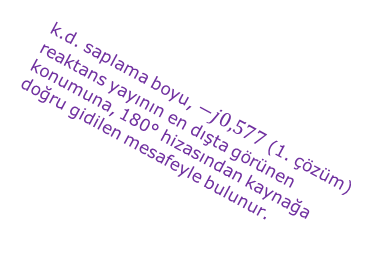 k.d. saplama boyu, −j0,577 (1. çözüm)
reaktans yayının en dışta görünen
konumuna, 180° hizasından kaynağa
doğru gidilen mesafeyle bulunur.